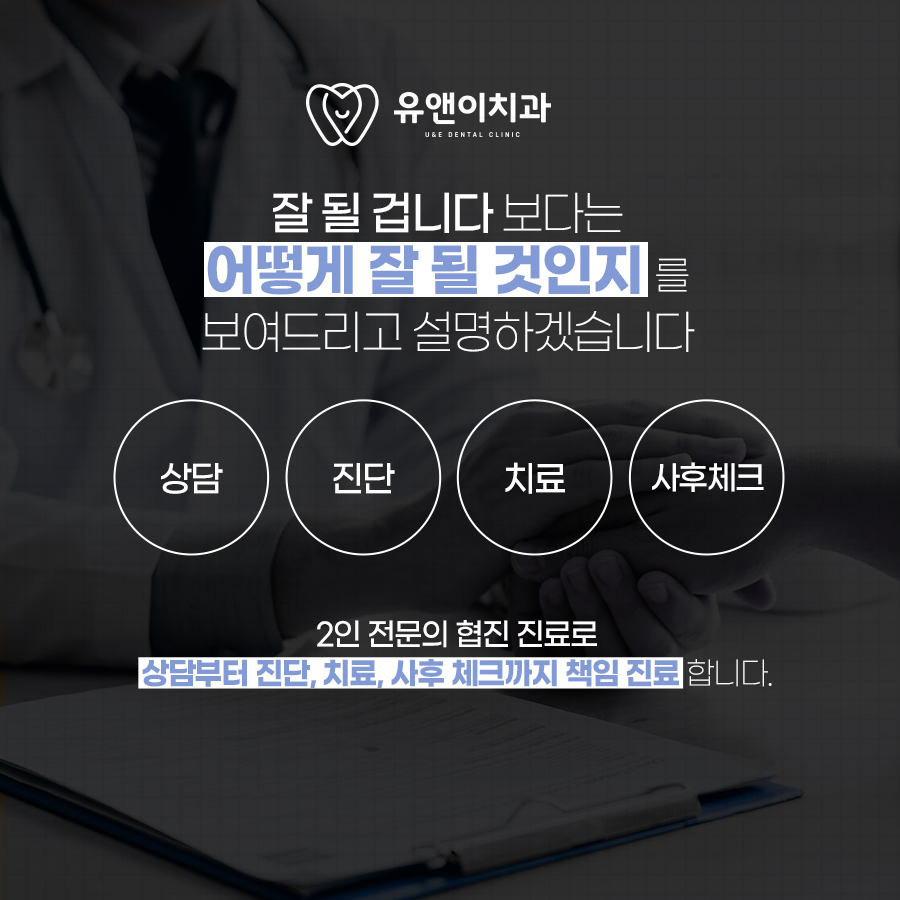 유앤이치과
U&E DENTAL CLINIC
잘 될 겁니다 보다는
어떻게 잘 될 것인지 를
보여드리고 설명하겠습니다
상담 진단 치료 사후체크
2인 전문의 협진 진료로
상담부터 진단, 치료, 사후 체크까지 책임 진료 합니다.